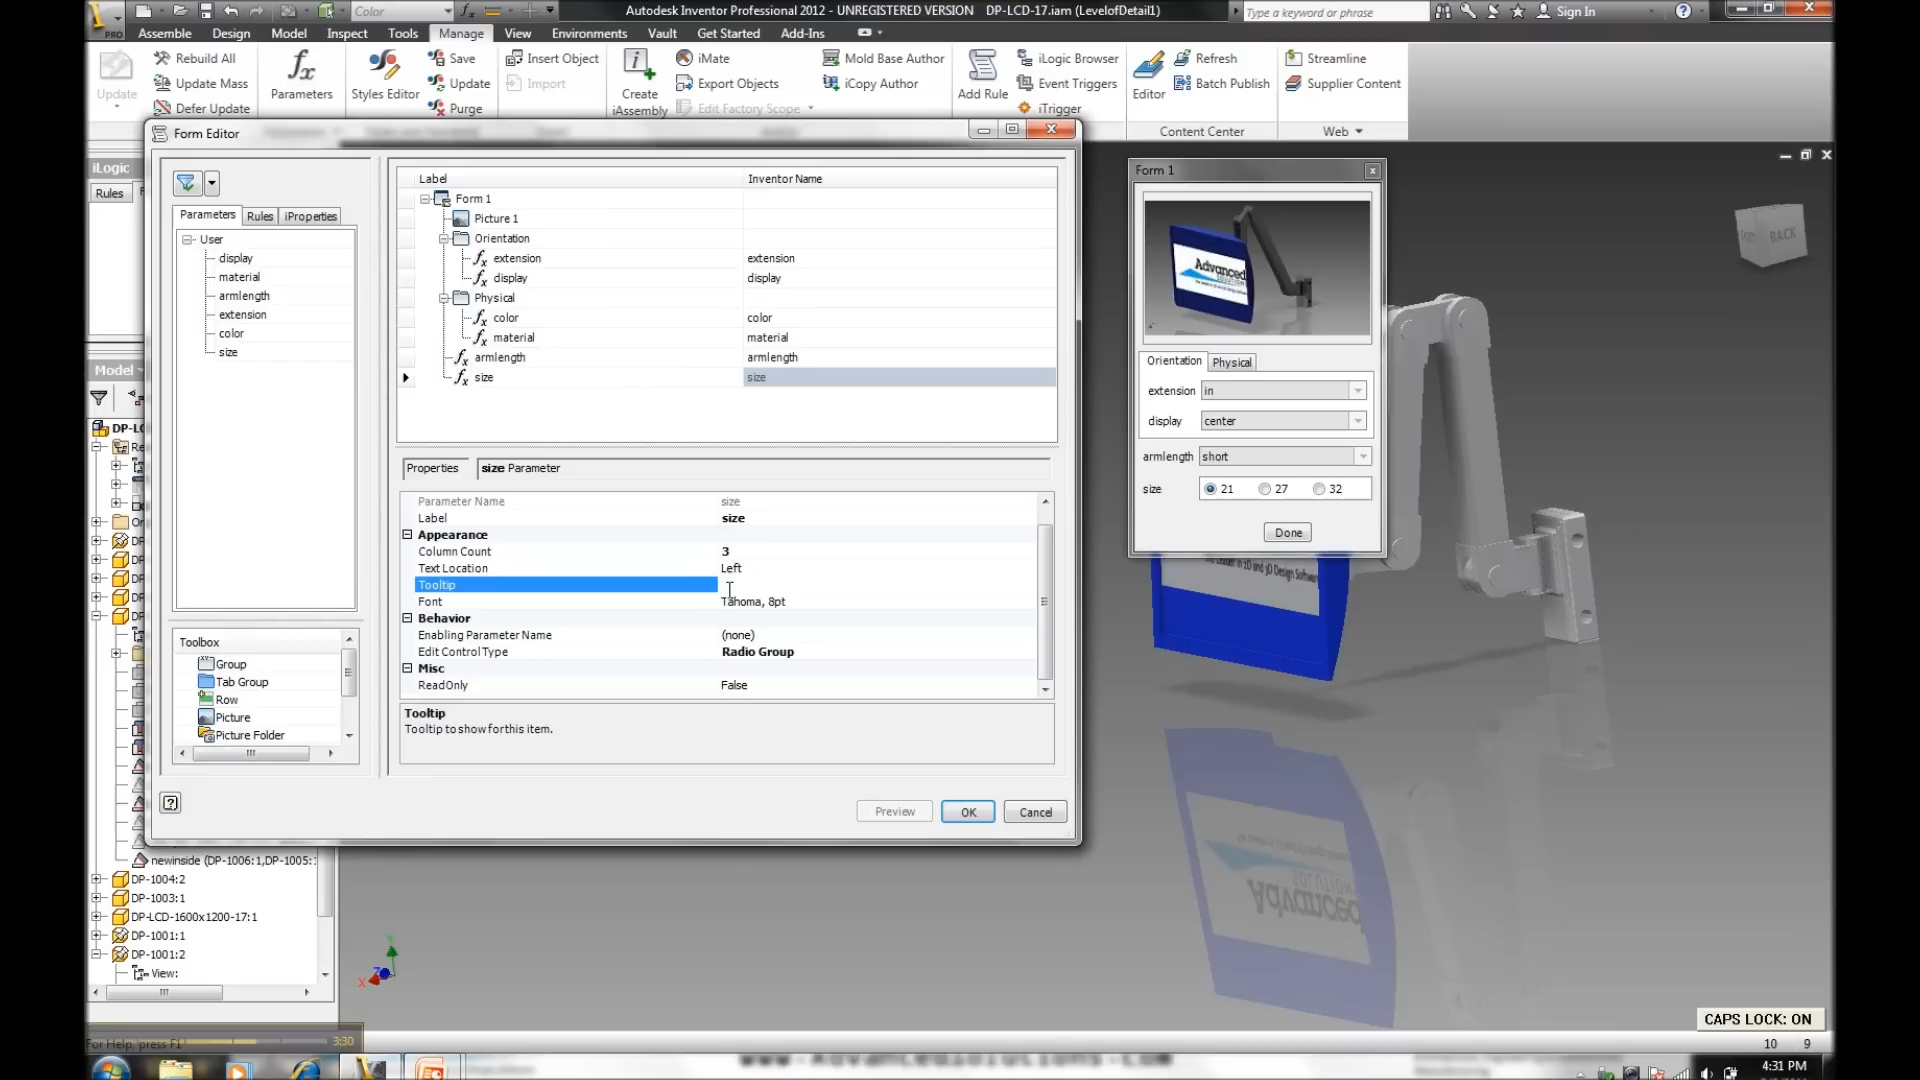 PRO
Color
Autodesk Inventor Professional 2012 - UNREGISTERED VERSION DP-LCD-17.iam (LevelofDetail1)
Type a keyword or phrase
Sign In
Assemble Design Model Inspect Tools Manage View Environments Vault Get Started Add-Ins
Update
Rebuild All
Update Mass
Defer Update
Parameters
Styles Editor
Save
Update
Purge
Insert Object
Import
Create
iAssembly
iMate
Export Objects
Edit Factory Scope
Mold Base Author
iCopy Author
Add Rule
iLogic Browser
Event Triggers
iTrigger
Editor
Refresh
Batch Publish
Content Center
Streamline
Supplier Content
Web
iLogic
Rules
Model
Form Editor
Parameters Rules iProperties
User
display
material
armlength
extension
color
size
Toolbox
Group
Tab Group
Row
Picture
Picture Folder
Label Inventor Name
Form 1
Picture 1
Orientation
extension extension
display display
Physical
color color
material material
armlength armlength
size size
Properties size Parameter
Parameter Name size
Label size
Appearance
Column Count 3
Text Location Left
Tooltip
Font Tahoma, 8pt
Behavior
Enabling Parameter Name (none)
Edit Control Type Radio Group
Misc
ReadOnly False
Tooltip
Tooltip to show forthis item.
Preview OK Cancel
Form 1
Advanced
SOLUTIONS
Orientation Physical
extension in
display center
armlength short
size 21 27 32
Done
BACK
newinside (DP-1006:1,DP-1005:
DP-1004:2
DP-1003:1
DP-LCD-1600x1200-17:1
DP-1001:1
DP-1001:2
View:
For Help, press F1
3:30
CAPS LOCK: ON
10 9
4:31 PM